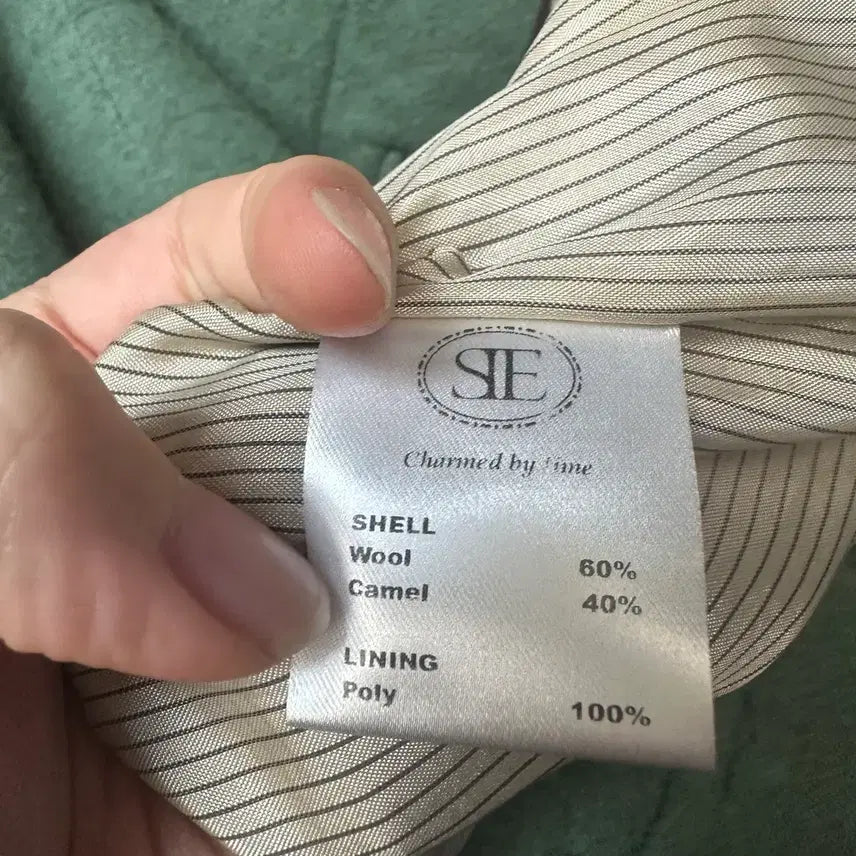 SIE
Charmed by time
SHELL
Wool 60%
Camel 40%
LINING
Poly 100%